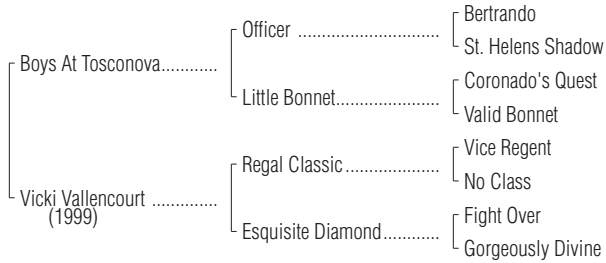 Bertrando
Officer ........................
St. Helens Shadow
Boys At Tosconova............
Coronado's Quest
Little Bonnet......................
Valid Bonnet
Vice Regent
Regal Classic....................
No Class
Vicki Vallencourt ..............
(1999)
Fight Over
Esquisite Diamond............
Gorgeously Divine